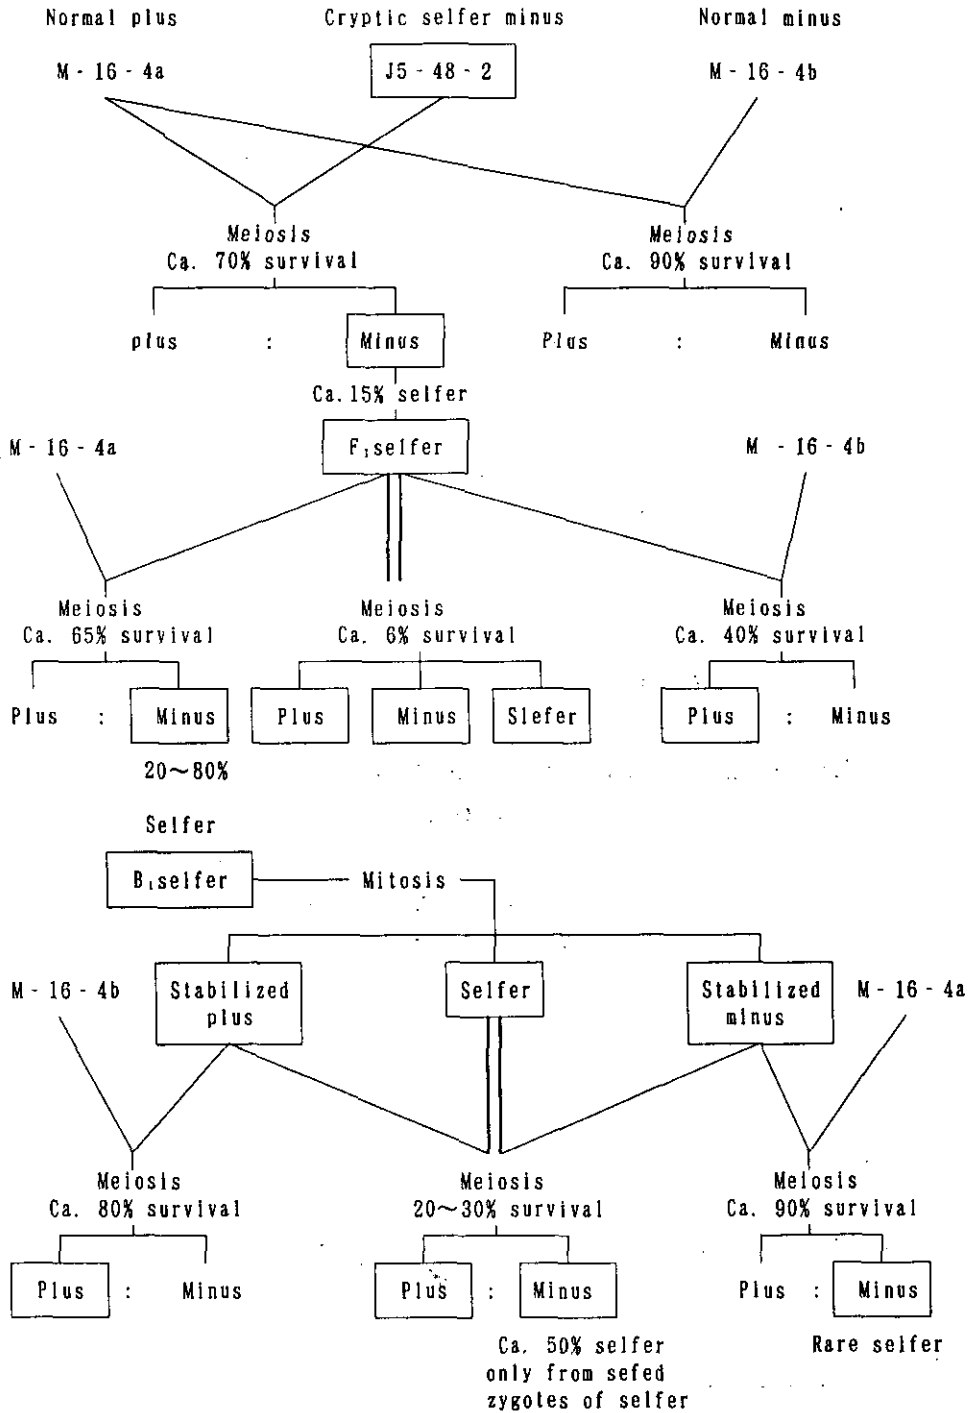 Normal plus Cryptic selfer minus Normal minus
M - 16 - 4a J5 - 48 - 2 M - 16 - 4b
Meiosis Meiosis
Ca. 70% survival Ca. 90% survival
plus : Minus Plus : Minus
Ca. 15% selfer
M - 16 - 4a F₁selfer M - 16 - 4b
Meiosis Meiosis Meiosis
Ca. 65% survival Ca. 6% survival Ca. 40% survival
Plus : Minus Plus Minus Slefer Plus : Minus
20～80%
Selfer
B₁selfer Mitosis
M - 16 - 4b Stabilized Selfer Stabilized M - 16 - 4a
plus minus
Meiosis Meiosis Meiosis
Ca. 80% survival 20～30% survival Ca. 90% survival
Plus : Minus Plus : Minus Plus : Minus
Ca. 50% selfer Rare selfer
only from sefed
zygotes of selfer